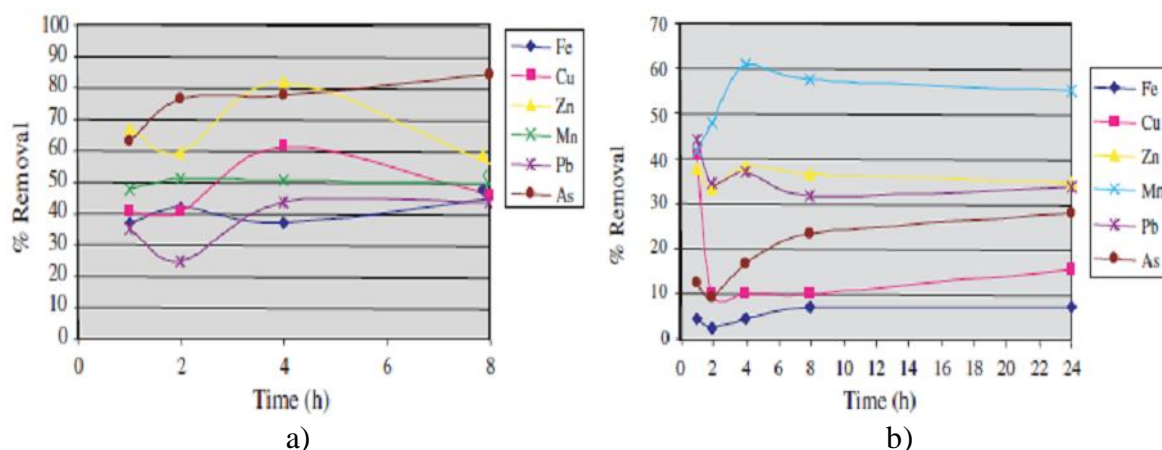 100
90
80
70
60
50
40
30
20
10
0
% Removal
0 2 4 6 8
Time (h)
Fe
Cu
Zn
Mn
Pb
As
a)
70
60
50
40
30
20
10
0
% Removal
0 2 4 6 8 10 12 14 16 18 20 22 24
Time (h)
Fe
Cu
Zn
Mn
Pb
As
b)